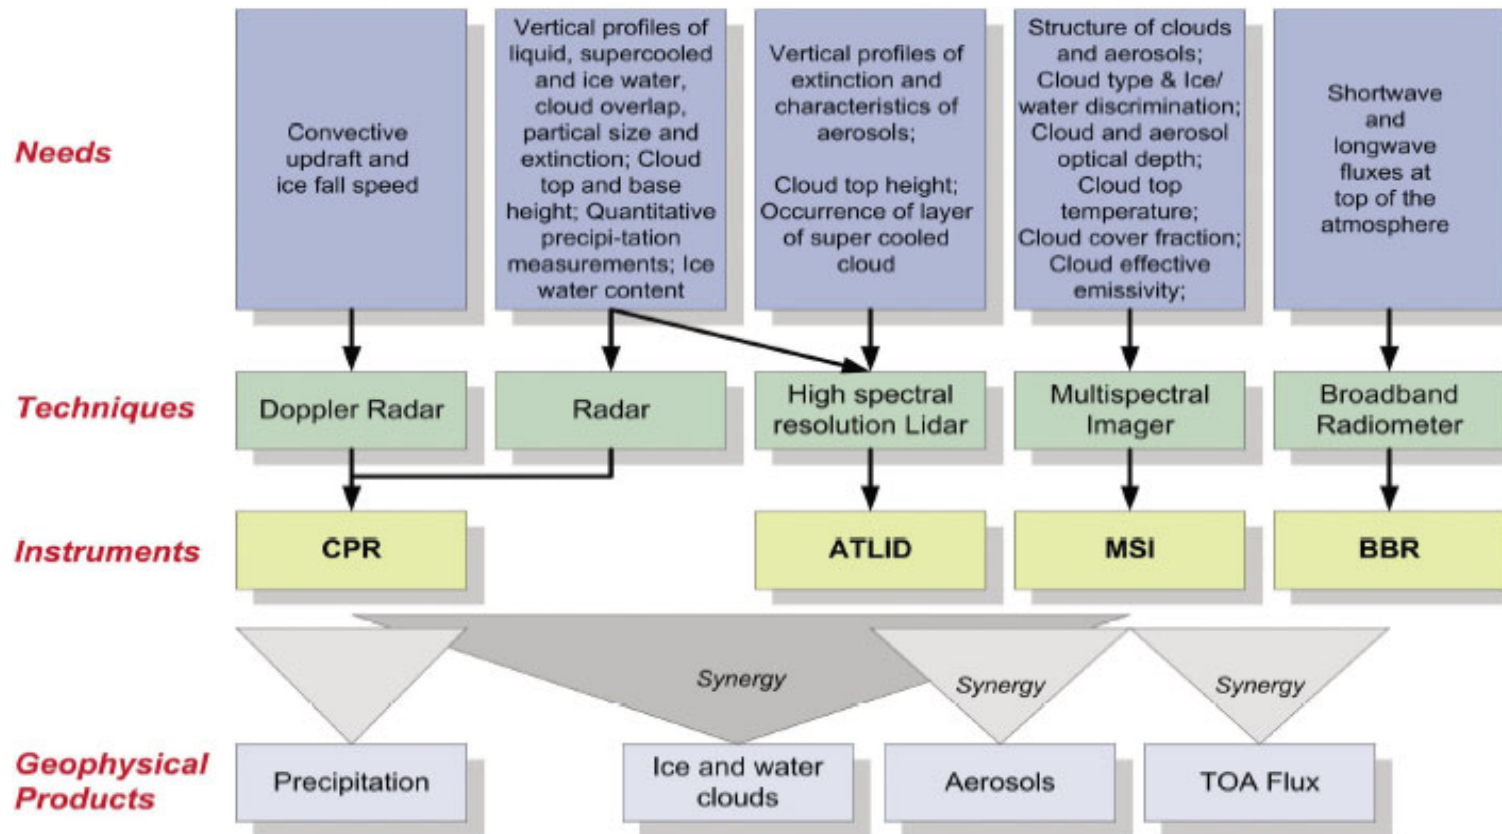 Needs
Convective
updraft and
ice fall speed
Vertical profiles of
liquid, supercooled
and ice water,
cloud overlap,
partical size and
extinction; Cloud
top and base
height; Quantitative
precipi-tation
measurements; Ice
water content
Vertical profiles of
extinction and
characteristics of
aerosols;
Cloud top height;
Occurrence of layer
of super cooled
cloud
Structure of clouds
and aerosols;
Cloud type & Ice/
water discrimination;
Cloud and aerosol
optical depth;
Cloud top
temperature;
Cloud cover fraction;
Cloud effective
emissivity;
Shortwave
and
longwave
fluxes at
top of the
atmosphere
Techniques
Doppler Radar
Radar
High spectral
resolution Lidar
Multispectral
Imager
Broadband
Radiometer
Instruments
CPR
ATLID
MSI
BBR
Synergy
Synergy
Synergy
Geophysical
Products
Precipitation
Ice and water
clouds
Aerosols
TOA Flux